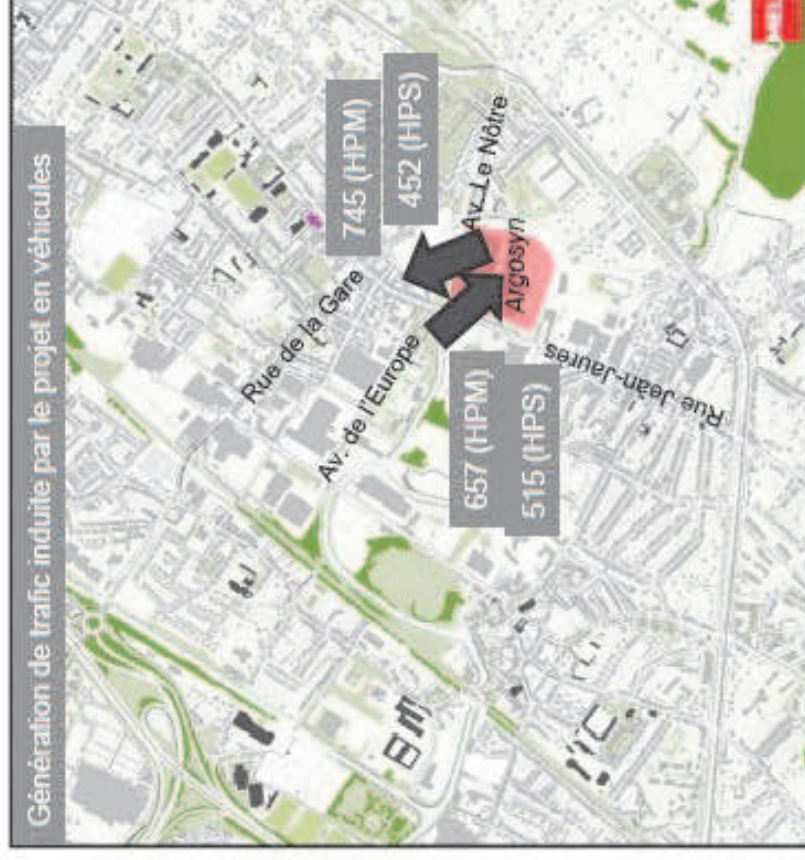 Génération de trafic induite par le projet en véhicules
745 (HPM)
452 (HPS)
Rue de la Gare
Av. Le Nôtre
Argosyn
Av. de l'Europe
657 (HPM)
515 (HPS)
Rue Jean-Jaures